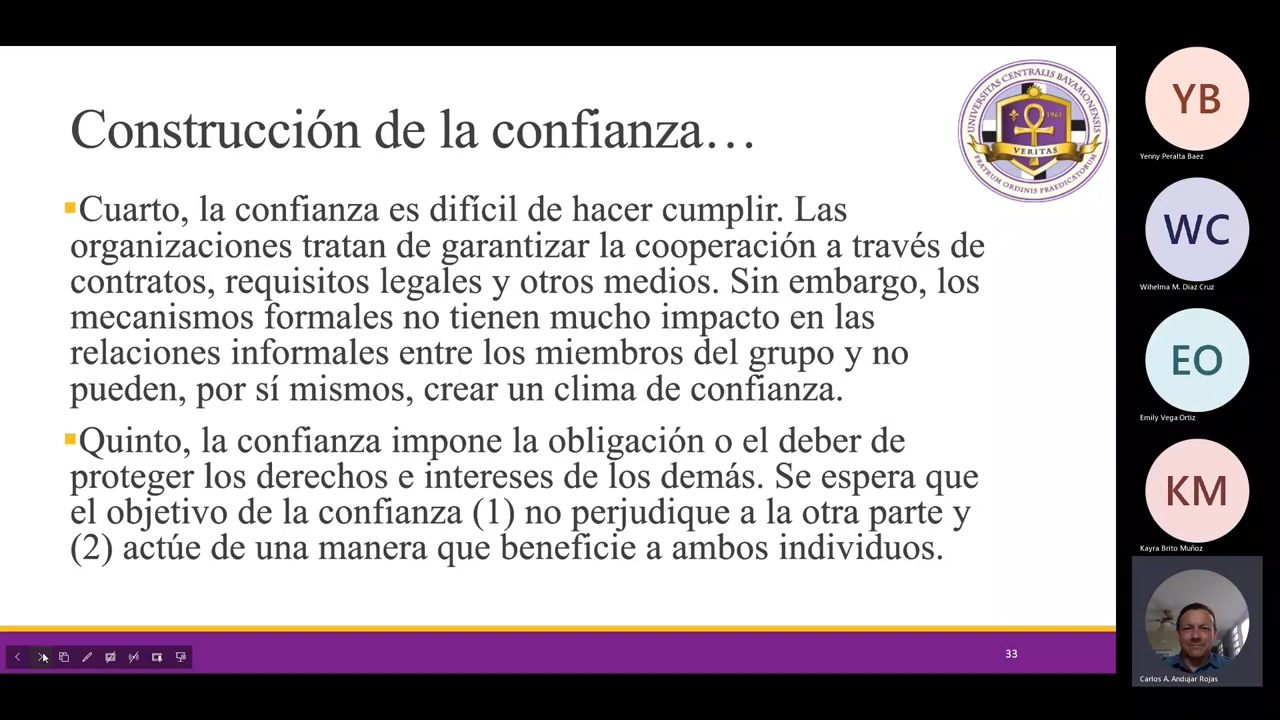 Construcción de la confianza…
UNIVERSITAS CENTRALIS BAYAMONENSIS
1961
VERITAS
FRATRUM ORDINIS PRAEDICATORUM
▪Cuarto, la confianza es difícil de hacer cumplir. Las
organizaciones tratan de garantizar la cooperación a través de
contratos, requisitos legales y otros medios. Sin embargo, los
mecanismos formales no tienen mucho impacto en las
relaciones informales entre los miembros del grupo y no
pueden, por sí mismos, crear un clima de confianza.
▪Quinto, la confianza impone la obligación o el deber de
proteger los derechos e intereses de los demás. Se espera que
el objetivo de la confianza (1) no perjudique a la otra parte y
(2) actúe de una manera que beneficie a ambos individuos.
33
YB
Yenny Peralta Baez
WC
Wihelma M. Diaz Cruz
EO
Emily Vega Ortiz
KM
Kayra Brito Muñoz
Carlos A. Andujar Rojas